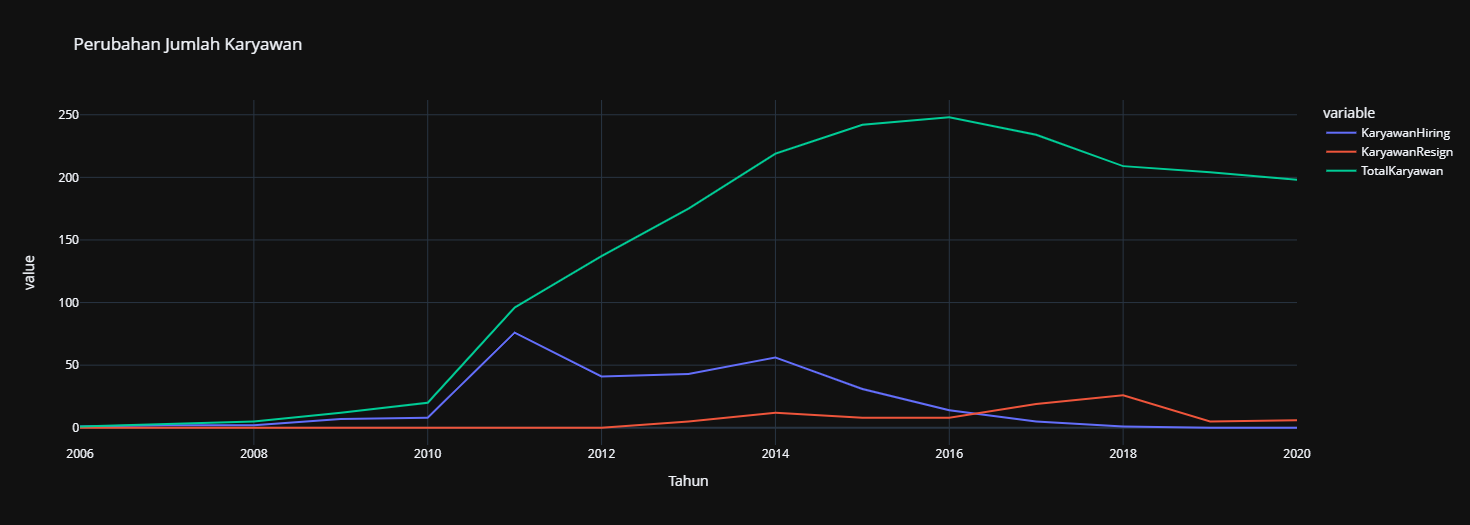 Perubahan Jumlah Karyawan
250
200
150
100
50
0
value
2006 2008 2010 2012 2014 2016 2018 2020
Tahun
variable
KaryawanHiring
KaryawanResign
TotalKaryawan